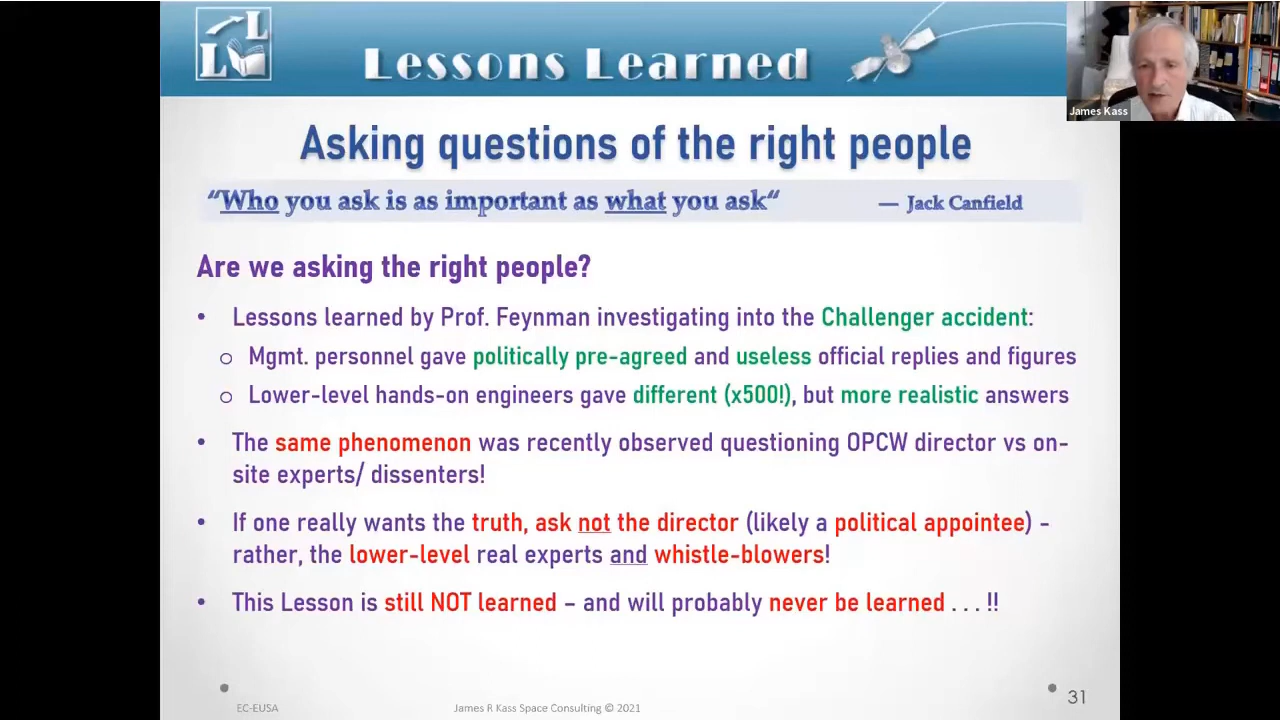 L L
Lessons Learned
James Kass
Asking questions of the right people
“Who you ask is as important as what you ask“ — Jack Canfield
Are we asking the right people?
• Lessons learned by Prof. Feynman investigating into the Challenger accident:
o Mgmt. personnel gave politically pre-agreed and useless official replies and figures
o Lower-level hands-on engineers gave different (x500!), but more realistic answers
• The same phenomenon was recently observed questioning OPCW director vs on-
site experts/ dissenters!
• If one really wants the truth, ask not the director (likely a political appointee) -
rather, the lower-level real experts and whistle-blowers!
• This Lesson is still NOT learned – and will probably never be learned . . . !!
EC-EUSA James R Kass Space Consulting © 2021 31